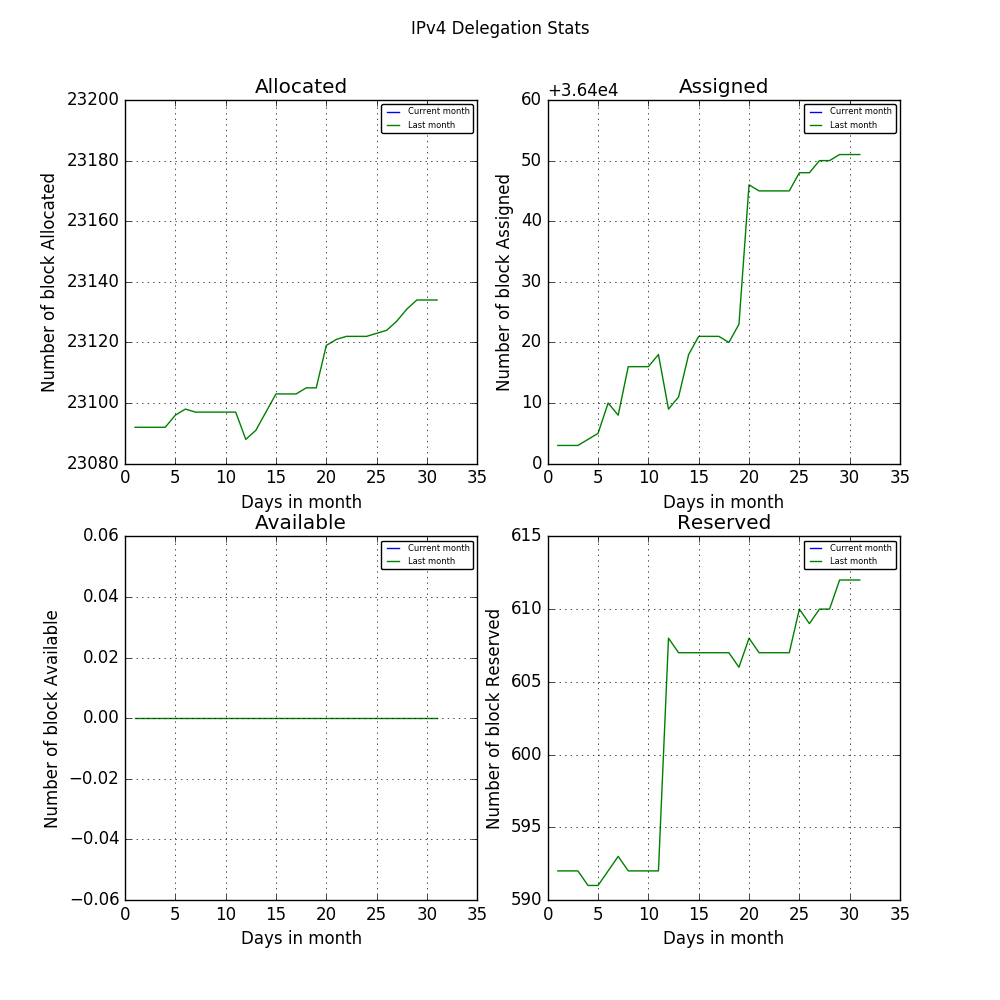 IPv4 Delegation Stats
Allocated
23200
23180
23160
23140
23120
23100
23080
Number of block Allocated
Current month
Last month
0 5 10 15 20 25 30 35
Days in month
+3.64e4
Assigned
60
50
40
30
20
10
0
Number of block Assigned
Current month
Last month
0 5 10 15 20 25 30 35
Days in month
Available
0.06
0.04
0.02
0.00
−0.02
−0.04
−0.06
Number of block Available
Current month
Last month
0 5 10 15 20 25 30 35
Days in month
Reserved
615
610
605
600
595
590
Number of block Reserved
Current month
Last month
0 5 10 15 20 25 30 35
Days in month